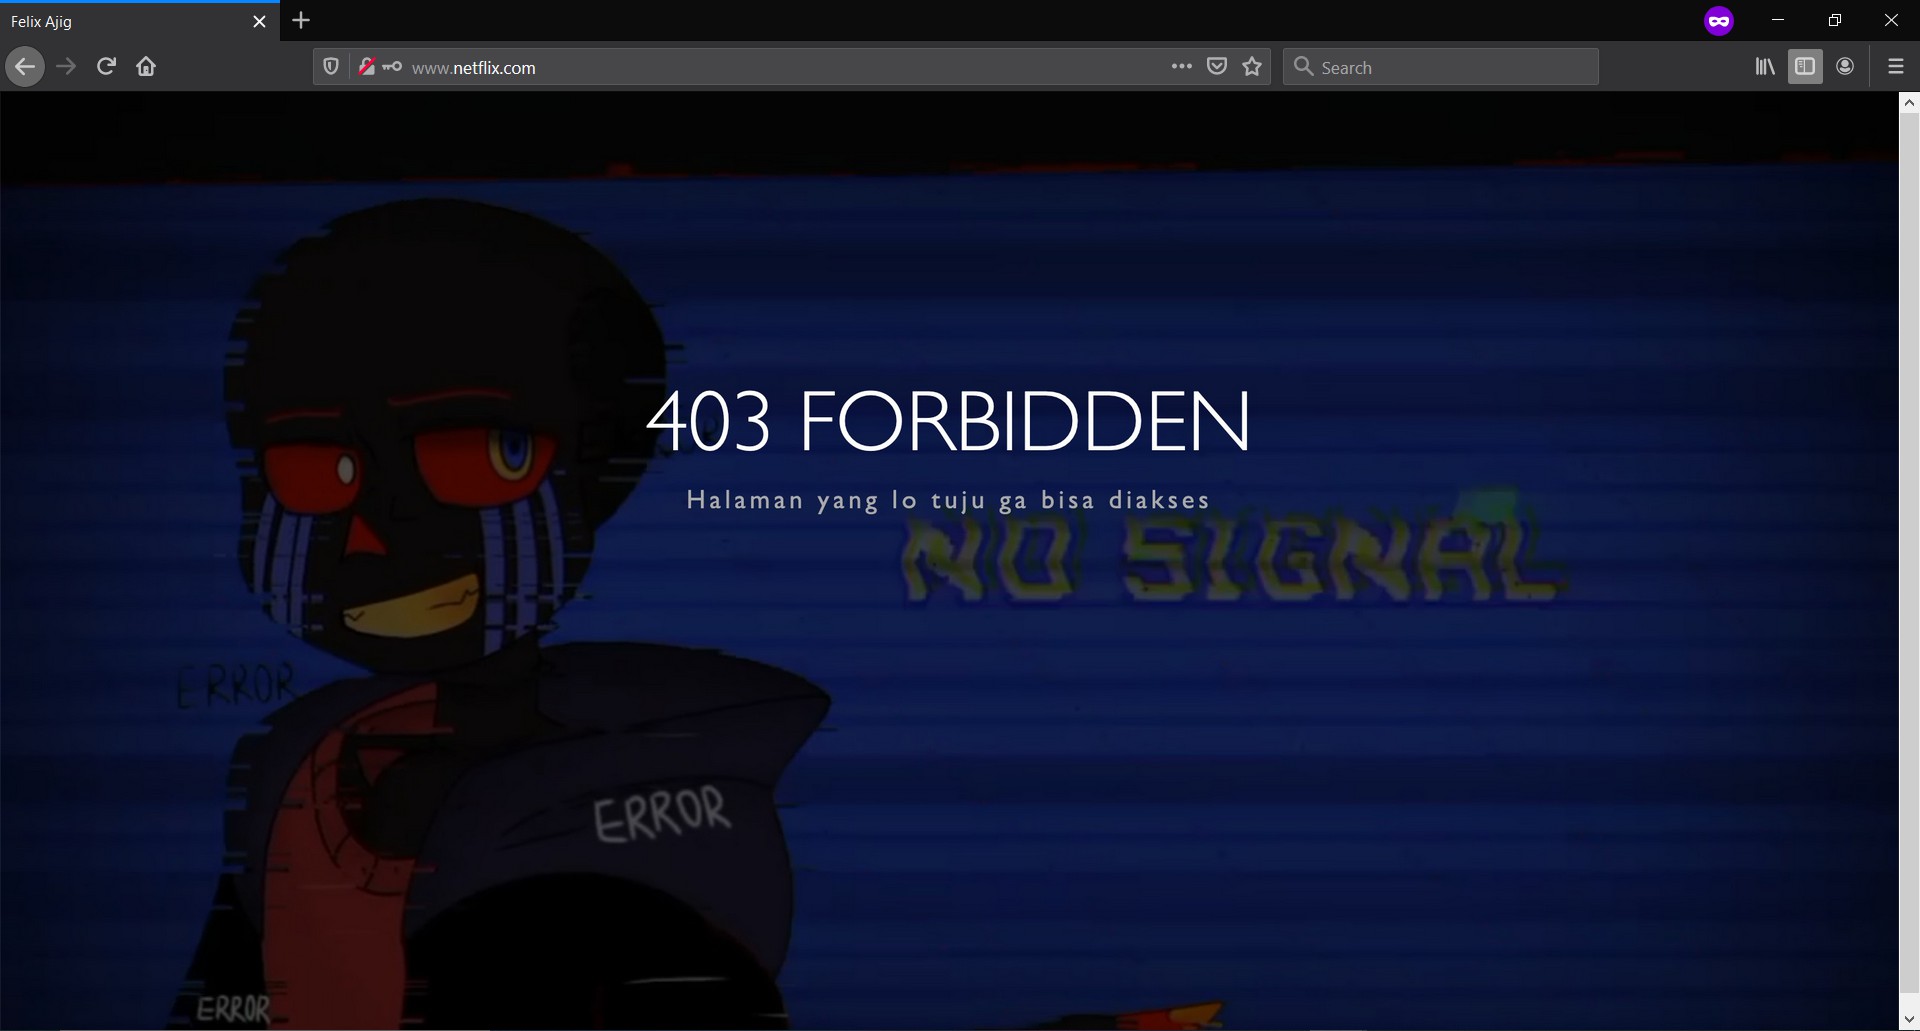 Felix Ajig
www.netflix.com
Search
403 FORBIDDEN
Halaman yang lo tuju ga bisa diakses
NO SIGNAL
ERROR
ERROR
ERROR